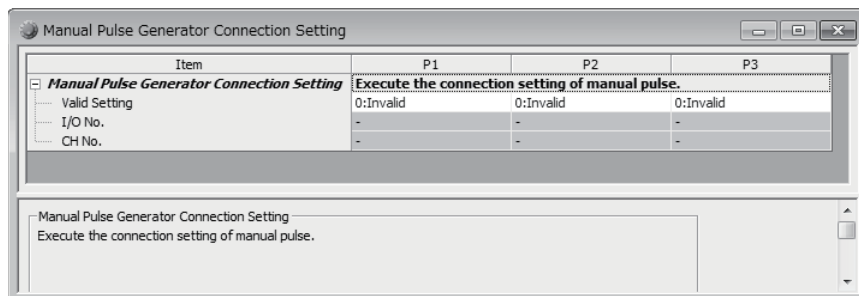 Manual Pulse Generator Connection Setting
Item P1 P2 P3
Manual Pulse Generator Connection Setting Execute the connection setting of manual pulse.
Valid Setting 0:Invalid 0:Invalid 0:Invalid
I/O No. - - -
CH No. - - -
Manual Pulse Generator Connection Setting
Execute the connection setting of manual pulse.